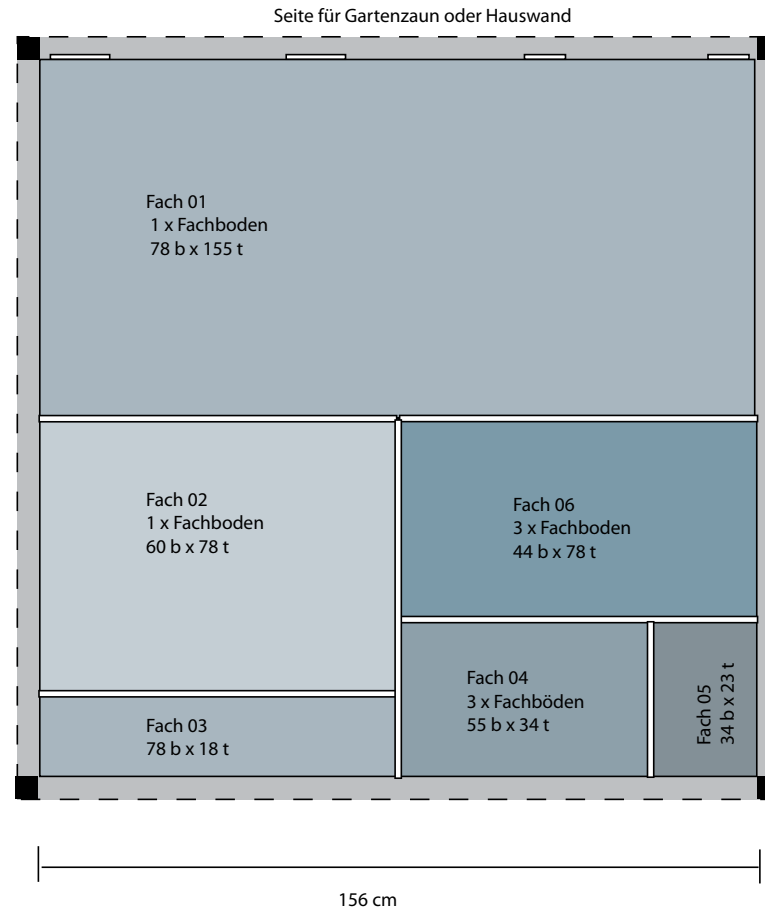 Seite für Gartenzaun oder Hauswand
Fach 01
1 x Fachboden
78 b x 155 t
Fach 02
1 x Fachboden
60 b x 78 t
Fach 06
3 x Fachboden
44 b x 78 t
Fach 03
78 b x 18 t
Fach 04
3 x Fachböden
55 b x 34 t
Fach 05
34 b x 23 t
156 cm